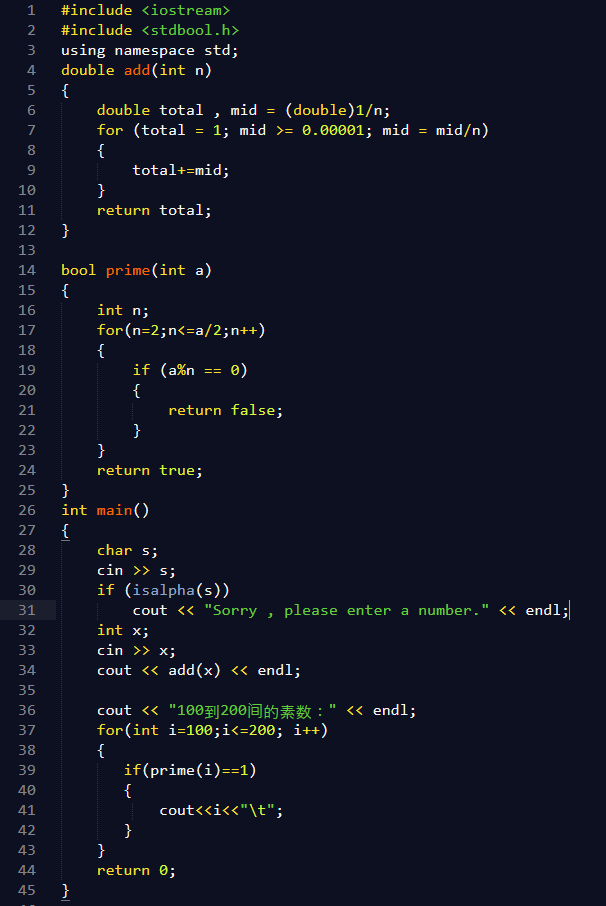 1 #include <iostream>
2 #include <stdbool.h>
3 using namespace std;
4 double add(int n)
5 {
6     double total , mid = (double)1/n;
7     for (total = 1; mid >= 0.00001; mid = mid/n)
8     {
9         total+=mid;
10     }
11     return total;
12 }
13
14 bool prime(int a)
15 {
16     int n;
17     for(n=2;n<=a/2;n++)
18     {
19         if (a%n == 0)
20         {
21             return false;
22         }
23     }
24     return true;
25 }
26 int main()
27 {
28     char s;
29     cin >> s;
30     if (isalpha(s))
31         cout << "Sorry , please enter a number." << endl;
32     int x;
33     cin >> x;
34     cout << add(x) << endl;
35
36     cout << "100到200间的素数：" << endl;
37     for(int i=100;i<=200; i++)
38     {
39        if(prime(i)==1)
40        {
41            cout<<i<<"\t";
42        }
43     }
44     return 0;
45 }